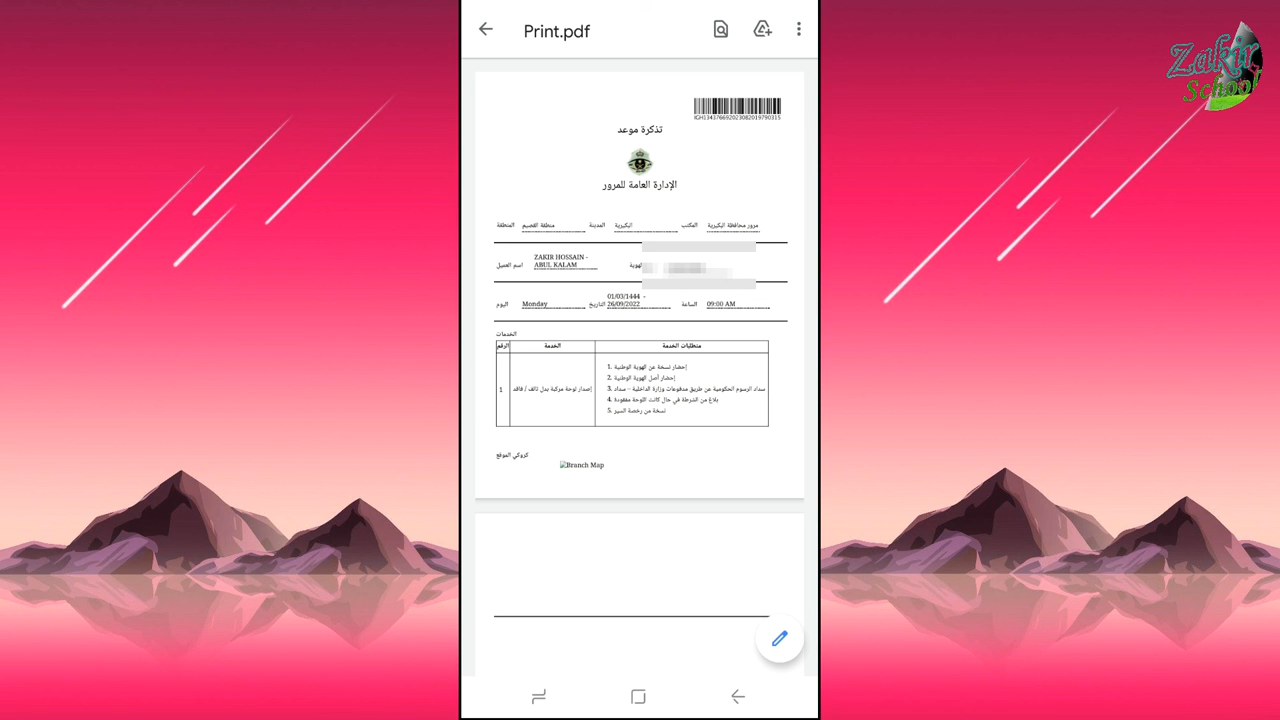 Print.pdf
Zakir
School
IGH134376692023082019790315
تذكرة موعد
الإدارة العامة للمرور
المنطقة منطقة القصيم المدينة البكيرية المكتب مرور محافظة البكيرية
اسم العميل ZAKIR HOSSAIN - الهوية
ABUL KALAM
01/03/1444 -
اليوم Monday التاريخ 26/09/2022 الساعة 09:00 AM
الخدمات
الرقم الخدمة متطلبات الخدمة
1. إحضار نسخة عن الهوية الوطنية
2. إحضار أصل الهوية الوطنية
1 إصدار لوحة مركبة بدل تالف / فاقد 3. سداد الرسوم الحكومية عن طريق مدفوعات وزارة الداخلية – سداد
4. بلاغ من الشرطة في حال كانت اللوحة مفقودة
5. نسخة من رخصة السير
كروكي الموقع
Branch Map